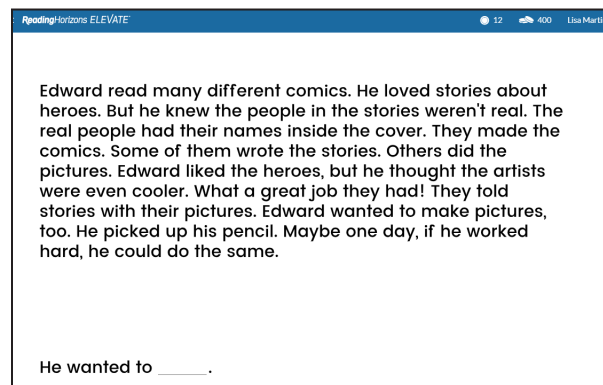 ReadingHorizons ELEVATE 12 400 Lisa Marti
Edward read many different comics. He loved stories about
heroes. But he knew the people in the stories weren't real. The
real people had their names inside the cover. They made the
comics. Some of them wrote the stories. Others did the
pictures. Edward liked the heroes, but he thought the artists
were even cooler. What a great job they had! They told
stories with their pictures. Edward wanted to make pictures,
too. He picked up his pencil. Maybe one day, if he worked
hard, he could do the same.
He wanted to _____.